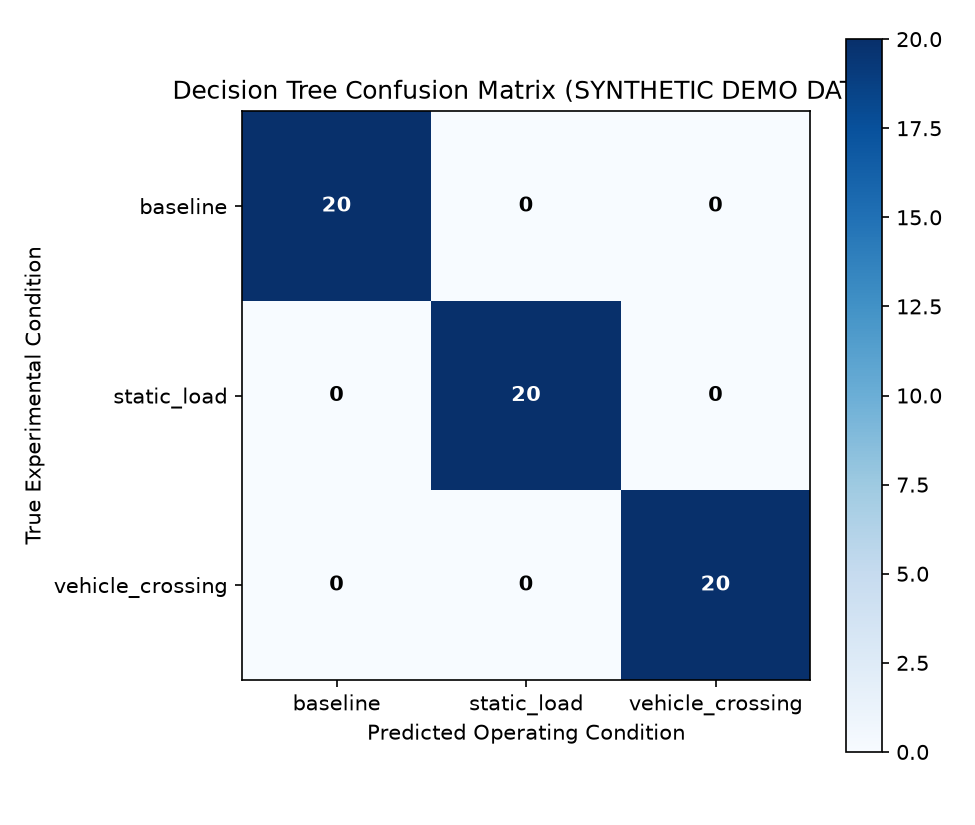 Decision Tree Confusion Matrix (SYNTHETIC DEMO
20.0
17.5
15.0
12.5
10.0
7.5
5.0
2.5
0.0
True Experimental Condition
baseline
20 0 0
static_load
0 20 0
vehicle_crossing
0 0 20
baseline static_load vehicle_crossing
Predicted Operating Condition